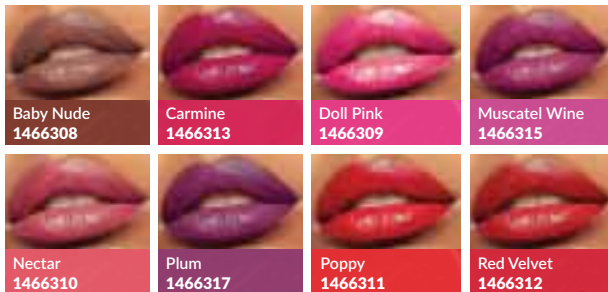 Baby Nude
1466308
Carmine
1466313
Doll Pink
1466309
Muscatel Wine
1466315
Nectar
1466310
Plum
1466317
Poppy
1466311
Red Velvet
1466312